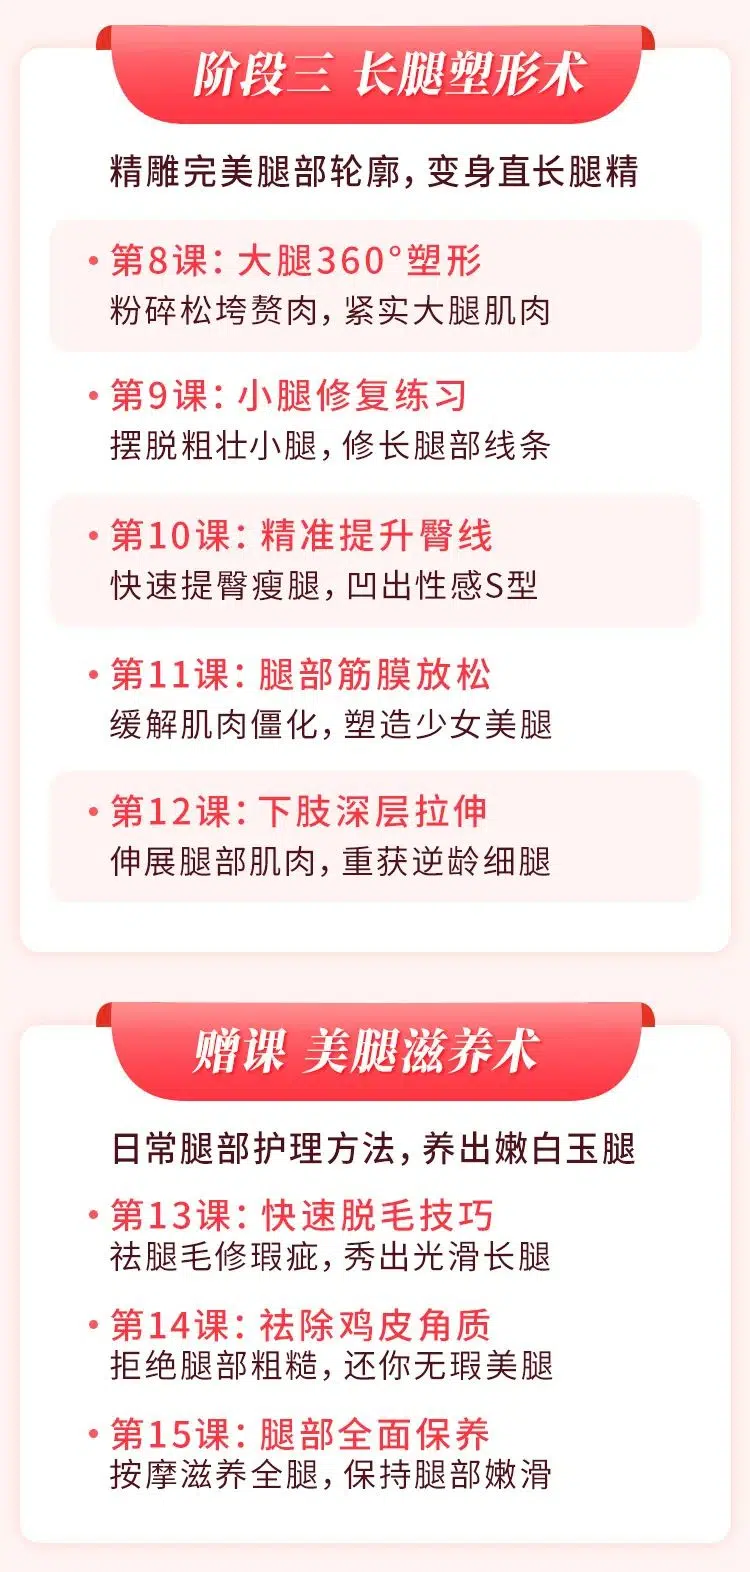 阶段三 长腿塑形术
精雕完美腿部轮廓，变身直长腿精
•第8课：大腿360°塑形
粉碎松垮赘肉，紧实大腿肌肉
•第9课：小腿修复练习
摆脱粗壮小腿，修长腿部线条
•第10课：精准提升臀线
快速提臀瘦腿，凹出性感S型
•第11课：腿部筋膜放松
缓解肌肉僵化，塑造少女美腿
•第12课：下肢深层拉伸
伸展腿部肌肉，重获逆龄细腿
赠课 美腿滋养术
日常腿部护理方法，养出嫩白玉腿
•第13课：快速脱毛技巧
祛腿毛修瑕疵，秀出光滑长腿
•第14课：祛除鸡皮角质
拒绝腿部粗糙，还你无瑕美腿
•第15课：腿部全面保养
按摩滋养全腿，保持腿部嫩滑